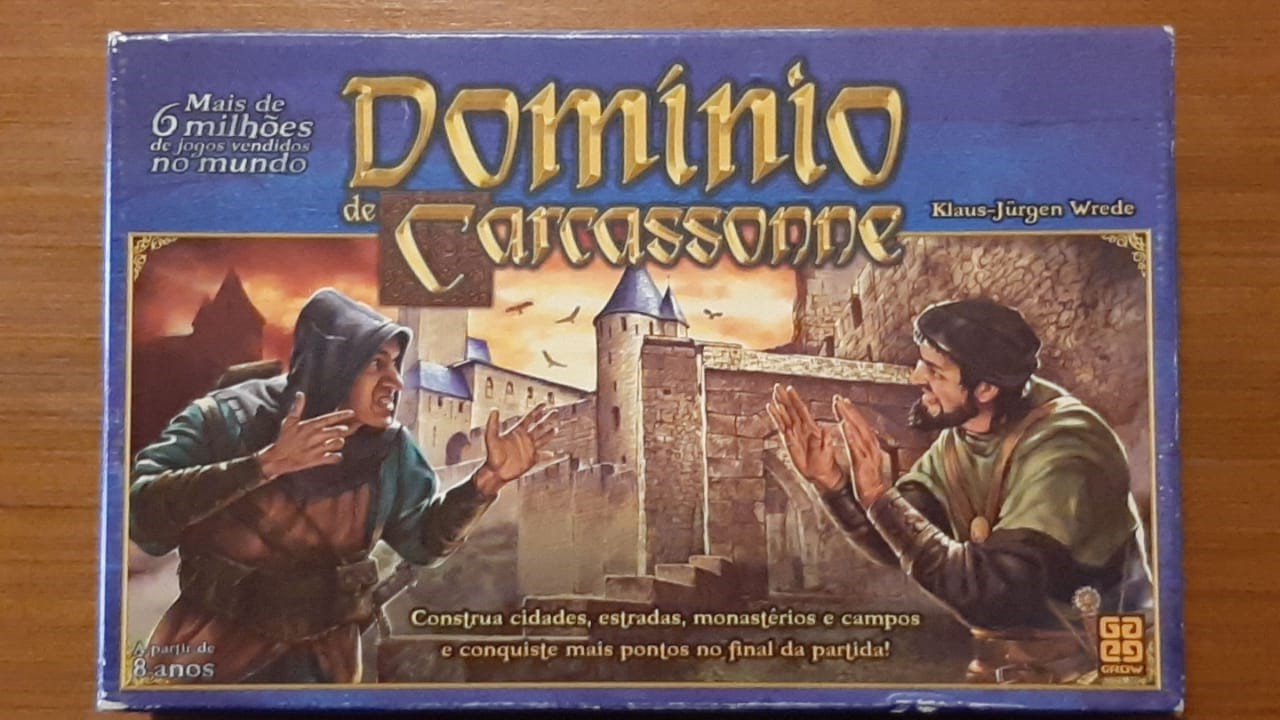 Mais de
6 milhões
de jogos vendidos
no mundo
Domínio
de Carcassonne
Klaus-Jürgen Wrede
Construa cidades, estradas, monastérios e campos
e conquiste mais pontos no final da partida!
A partir de
8 anos
GROW